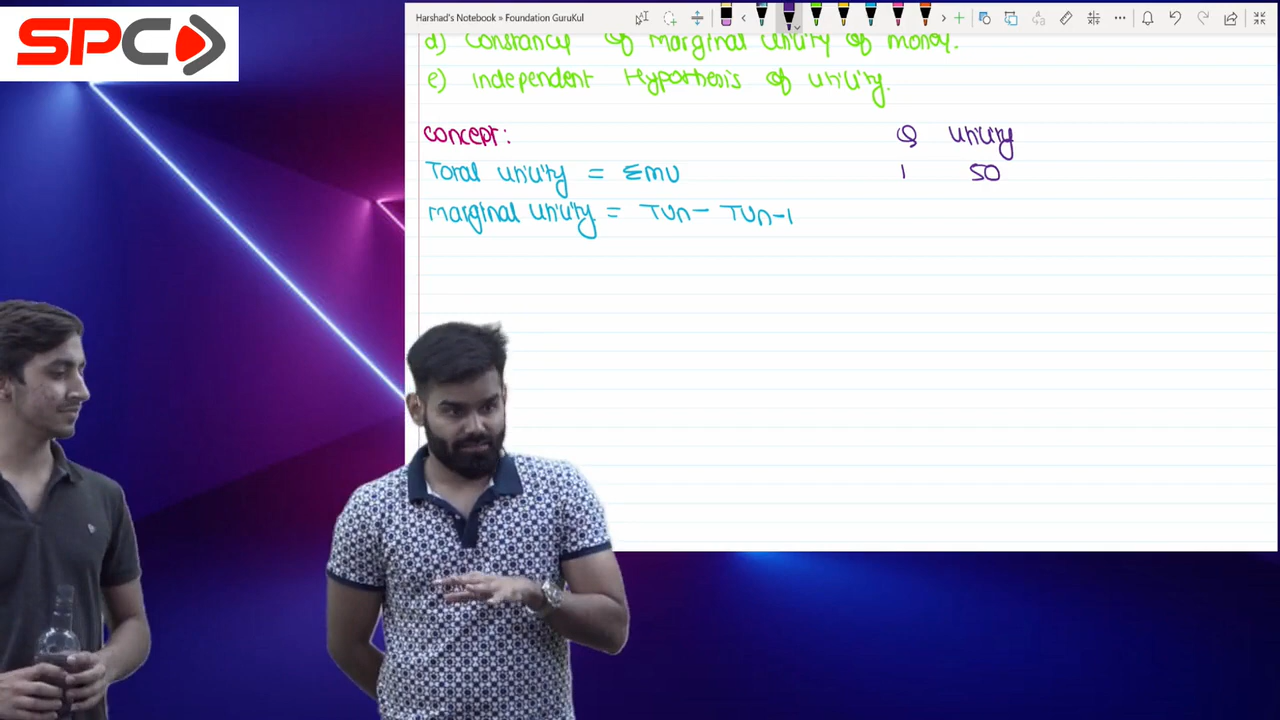 SPC
Harshad's Notebook » Foundation GuruKul
d) Constancy of Marginal Utility of money.
e) Independent Hypothesis of utility.
Concept:
Total utility = ΣMU
Marginal utility = TUn - TUn-1
Q Utility
1 50